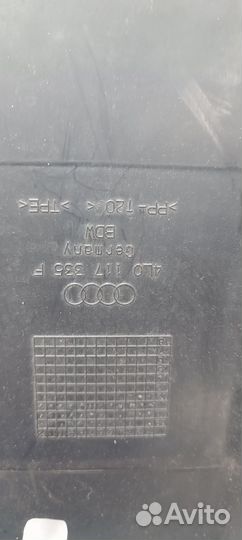 4L0 117 335 F
Germany
BDW
>PP-T20< >TPE<
Avito